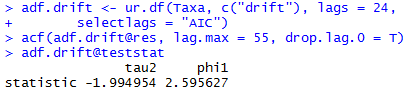 > adf.drift <- ur.df(Taxa, c("drift"), lags = 24,
+       selectlags = "AIC")
> acf(adf.drift@res, lag.max = 55, drop.lag.0 = T)
> adf.drift@teststat
               tau2     phi1
statistic -1.994954 2.595627